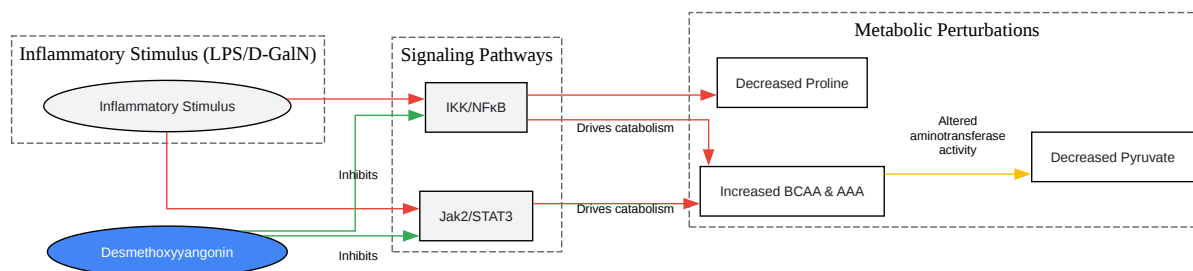 Inflammatory Stimulus (LPS/D-GalN)
Inflammatory Stimulus
Signaling Pathways
IKK/NFκB
Jak2/STAT3
Metabolic Perturbations
Decreased Proline
Drives catabolism
Increased BCAA & AAA
Drives catabolism
Altered
aminotransferase
activity
Decreased Pyruvate
Inhibits
Desmethoxyyangonin
Inhibits